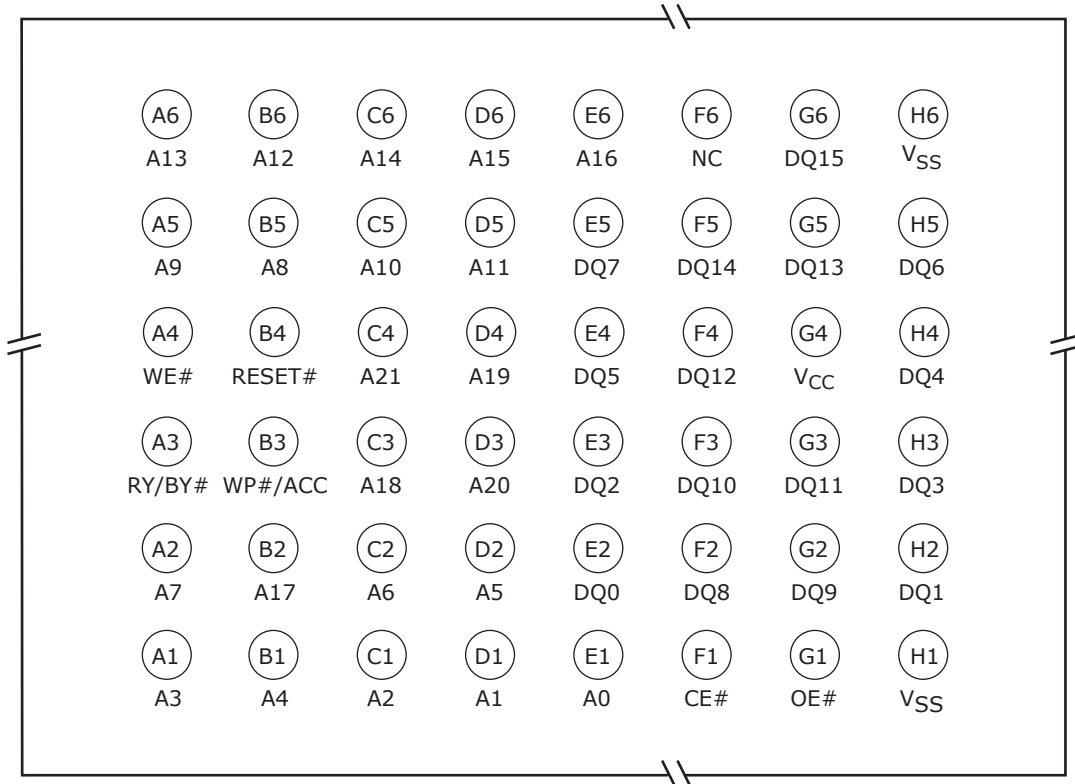 A6 B6 C6 D6 E6 F6 G6 H6
A13 A12 A14 A15 A16 NC DQ15 VSS
A5 B5 C5 D5 E5 F5 G5 H5
A9 A8 A10 A11 DQ7 DQ14 DQ13 DQ6
A4 B4 C4 D4 E4 F4 G4 H4
WE# RESET# A21 A19 DQ5 DQ12 VCC DQ4
A3 B3 C3 D3 E3 F3 G3 H3
RY/BY# WP#/ACC A18 A20 DQ2 DQ10 DQ11 DQ3
A2 B2 C2 D2 E2 F2 G2 H2
A7 A17 A6 A5 DQ0 DQ8 DQ9 DQ1
A1 B1 C1 D1 E1 F1 G1 H1
A3 A4 A2 A1 A0 CE# OE# VSS